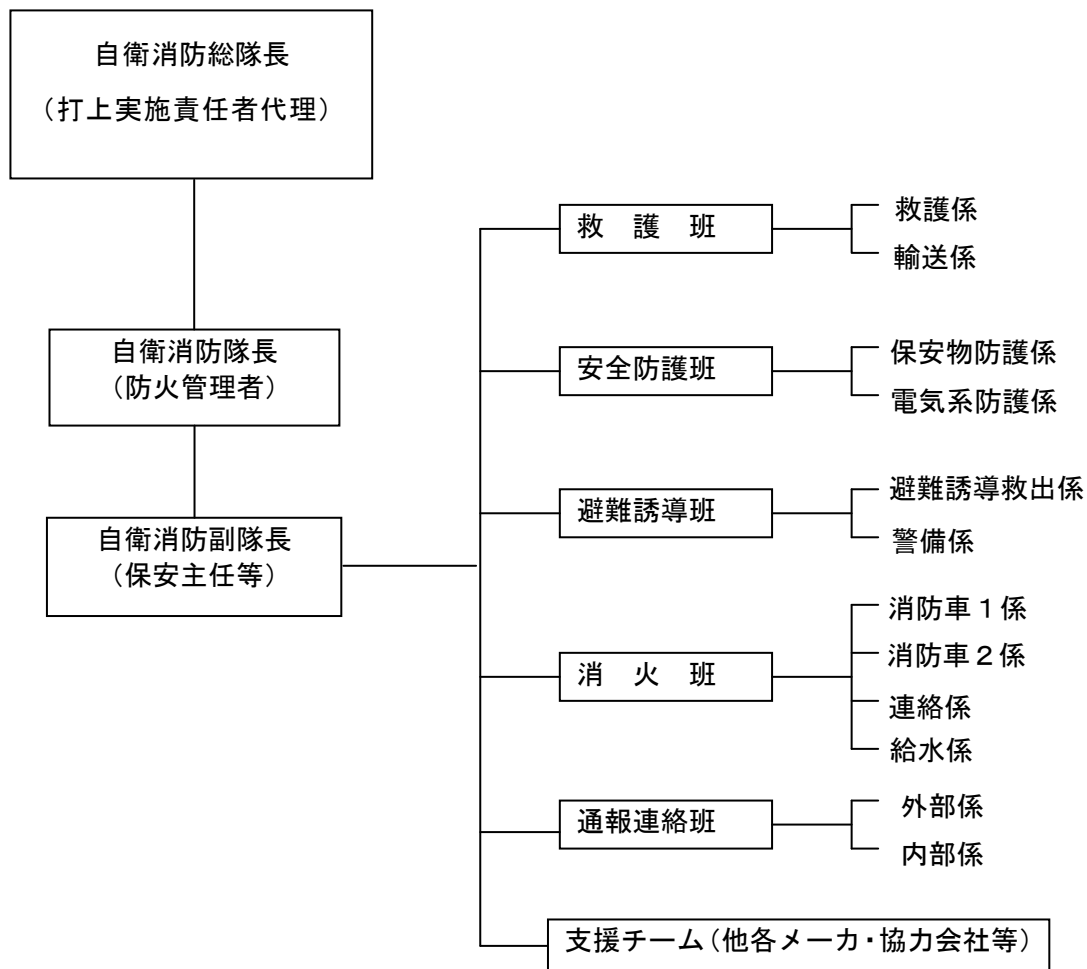 自衛消防総隊長
（打上実施責任者代理）
自衛消防隊長
（防火管理者）
自衛消防副隊長
（保安主任等）
救　護　班
救護係
輸送係
安全防護班
保安物防護係
電気系防護係
避難誘導班
避難誘導救出係
警備係
消　火　班
消防車１係
消防車２係
連絡係
給水係
通報連絡班
外部係
内部係
支援チーム（他各メーカ・協力会社等）